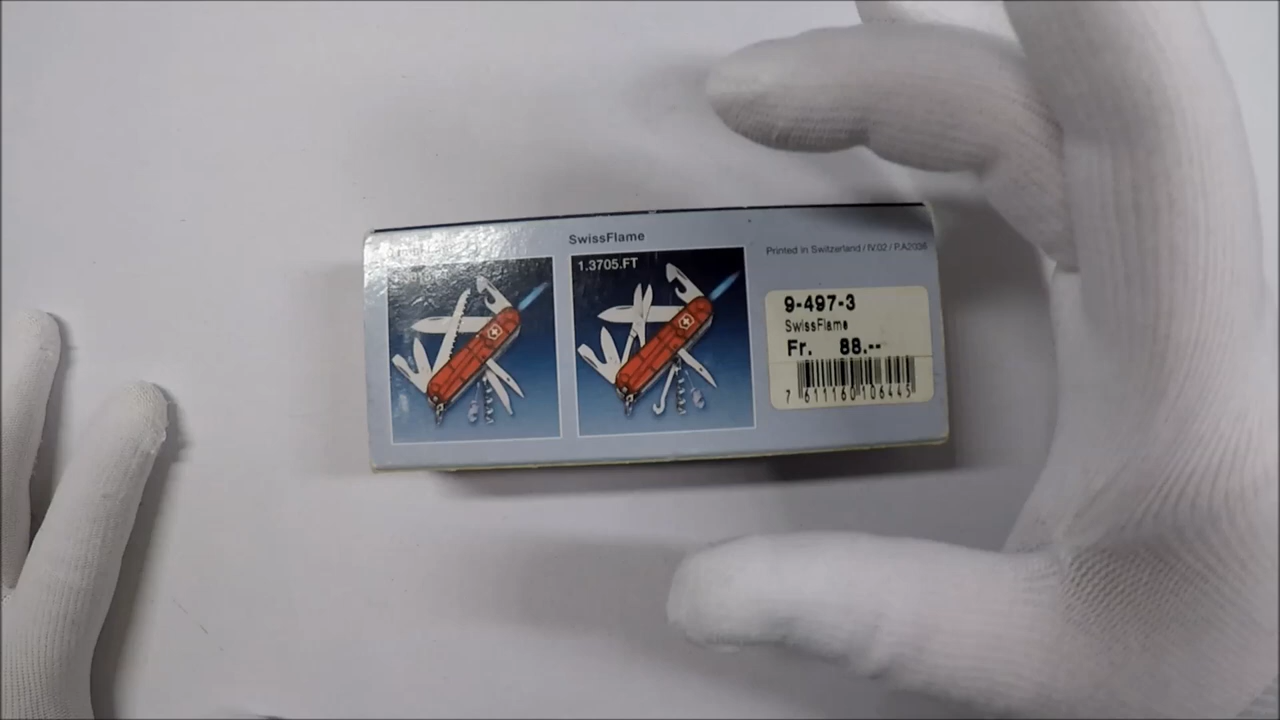 SwissFlame
Printed in Switzerland / IV.02 / P.A2036
1.3705.FT
9-497-3
SwissFlame
Fr. 88.--
7 611160 106445